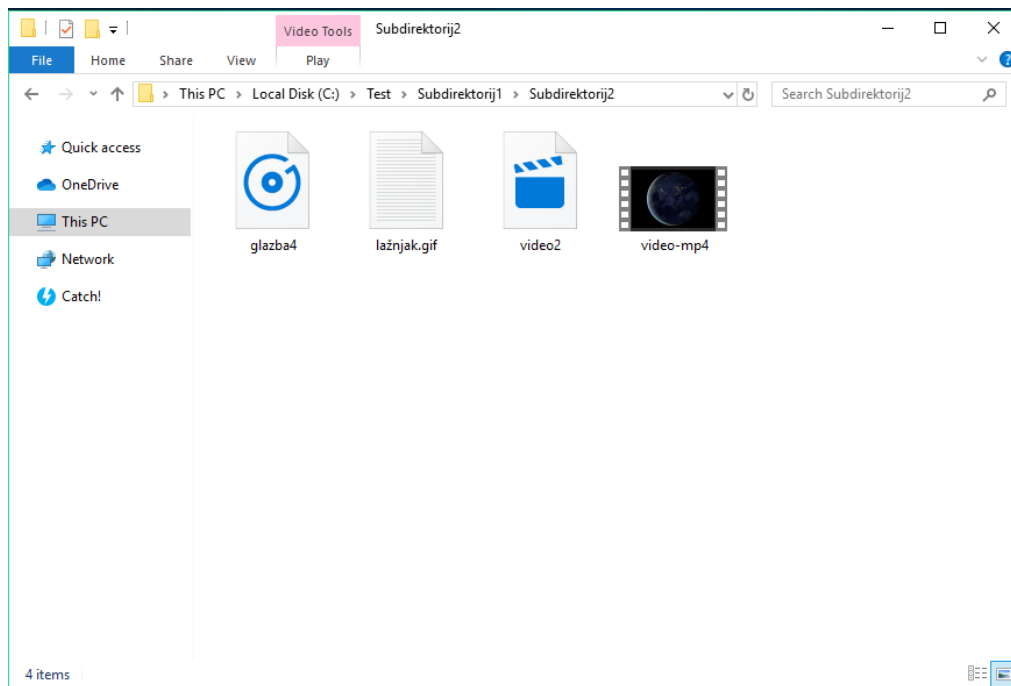 Video Tools
Subdirektorij2
File
Home
Share
View
Play
?
This PC > Local Disk (C:) > Test > Subdirektorij1 > Subdirektorij2
Search Subdirektorij2
Quick access
OneDrive
This PC
Network
Catch!
glazba4
lažnjak.gif
video2
video-mp4
4 items